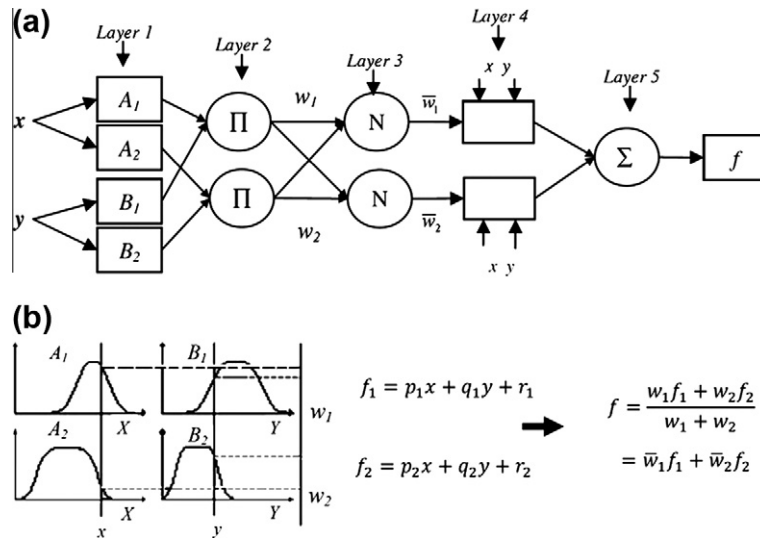 (a)
Layer 1 Layer 2 Layer 3 Layer 4 Layer 5
x y
x A₁ Π w₁ N w̅₁
A₂ Σ f
y B₁ Π w₂ N w̅₂
B₂
x y
(b)
A₁ B₁
X Y w₁
A₂ B₂
X Y w₂
x y
f₁ = p₁x + q₁y + r₁
f₂ = p₂x + q₂y + r₂
f = (w₁f₁ + w₂f₂) / (w₁ + w₂)
= w̅₁f₁ + w̅₂f₂